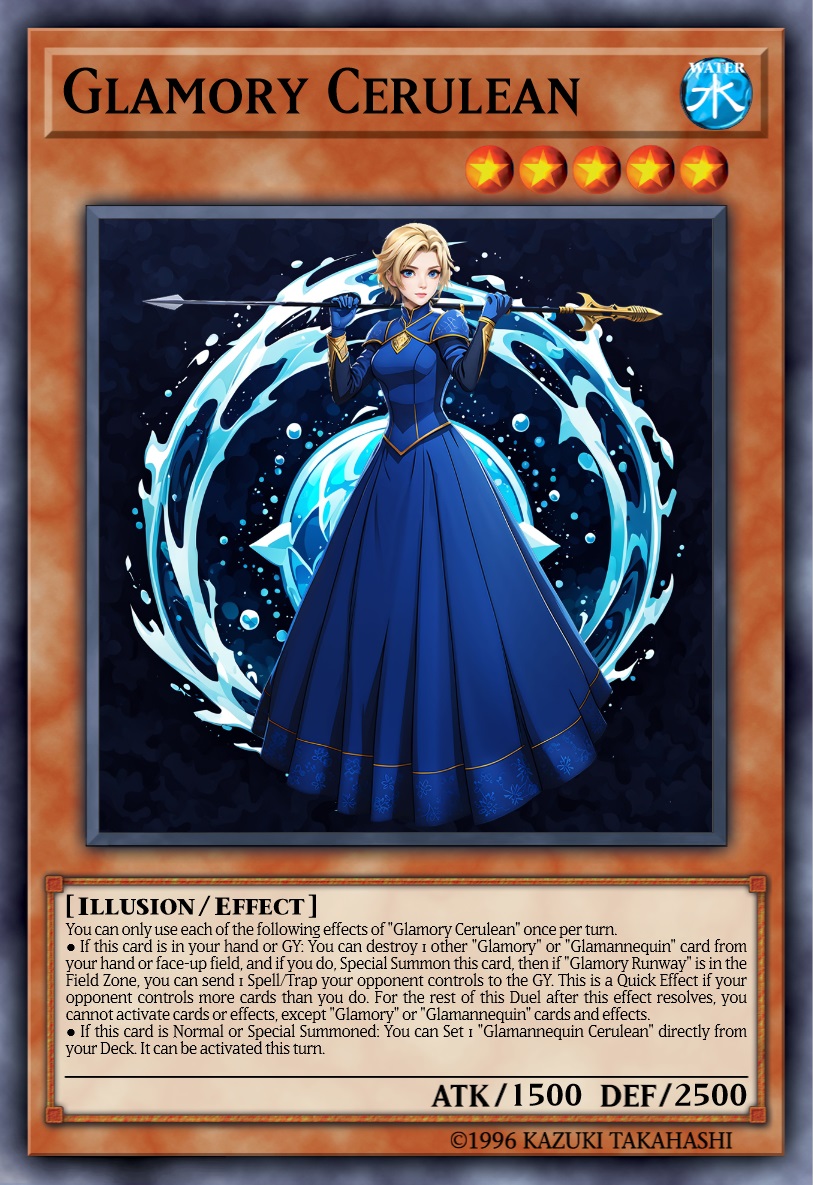 Glamory Cerulean
WATER
水
[Illusion/Effect]
You can only use each of the following effects of "Glamory Cerulean" once per turn.
● If this card is in your hand or GY: You can destroy 1 other "Glamory" or "Glamannequin" card from
your hand or face-up field, and if you do, Special Summon this card, then if "Glamory Runway" is in the
Field Zone, you can send 1 Spell/Trap your opponent controls to the GY. This is a Quick Effect if your
opponent controls more cards than you do. For the rest of this Duel after this effect resolves, you
cannot activate cards or effects, except "Glamory" or "Glamannequin" cards and effects.
● If this card is Normal or Special Summoned: You can Set 1 "Glamannequin Cerulean" directly from
your Deck. It can be activated this turn.
ATK/1500 DEF/2500
©1996 KAZUKI TAKAHASHI